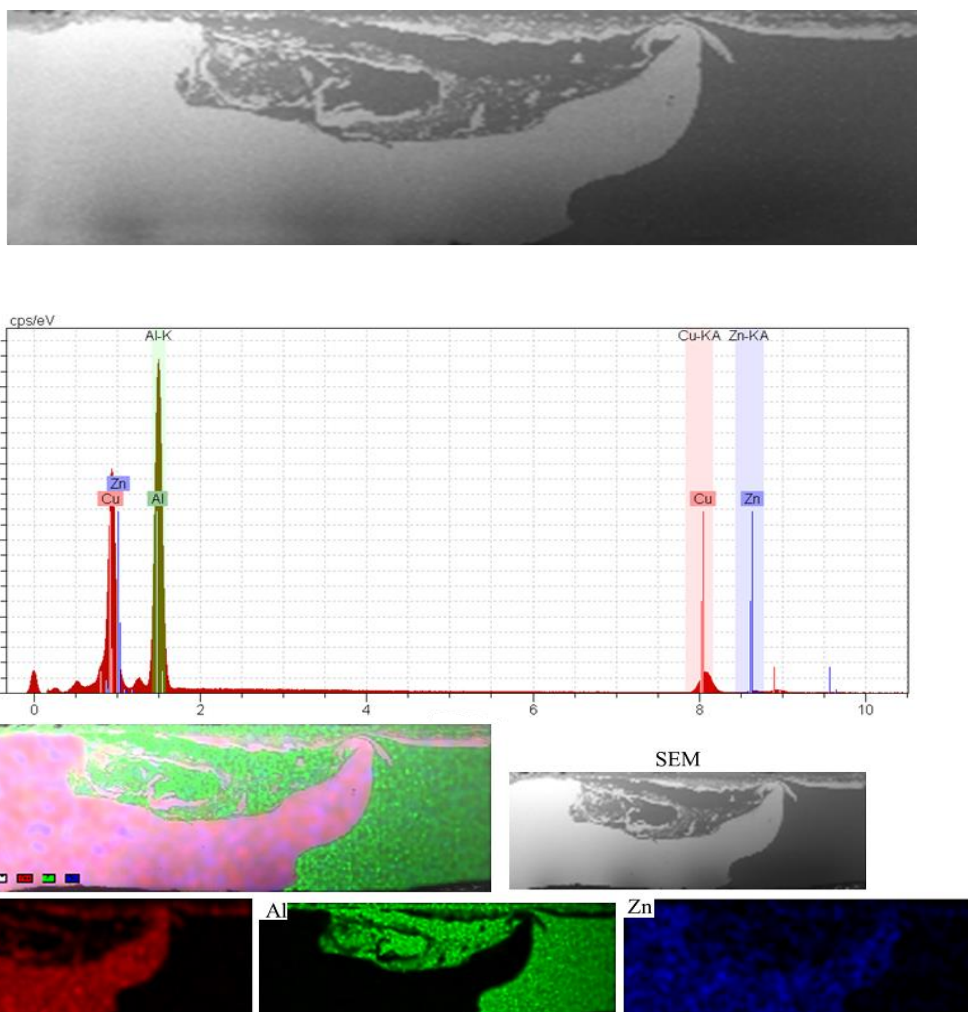 cps/eV
Al-K Cu-KA Zn-KA
Zn
Cu Al Cu Zn
0 2 4 6 8 10
SEM
Al Zn